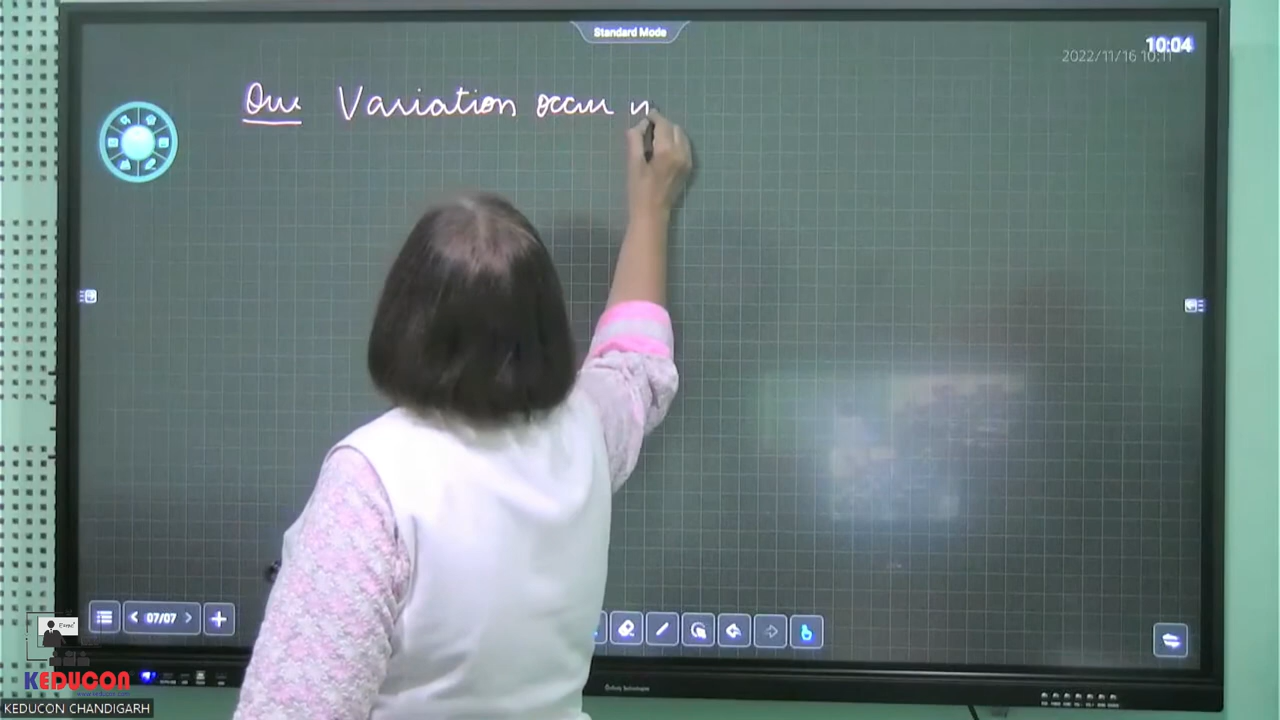 Standard Mode
10:04
2022/11/16 10:11
Que Variation occur
07/07
KEDUCON
KEDUCON CHANDIGARH